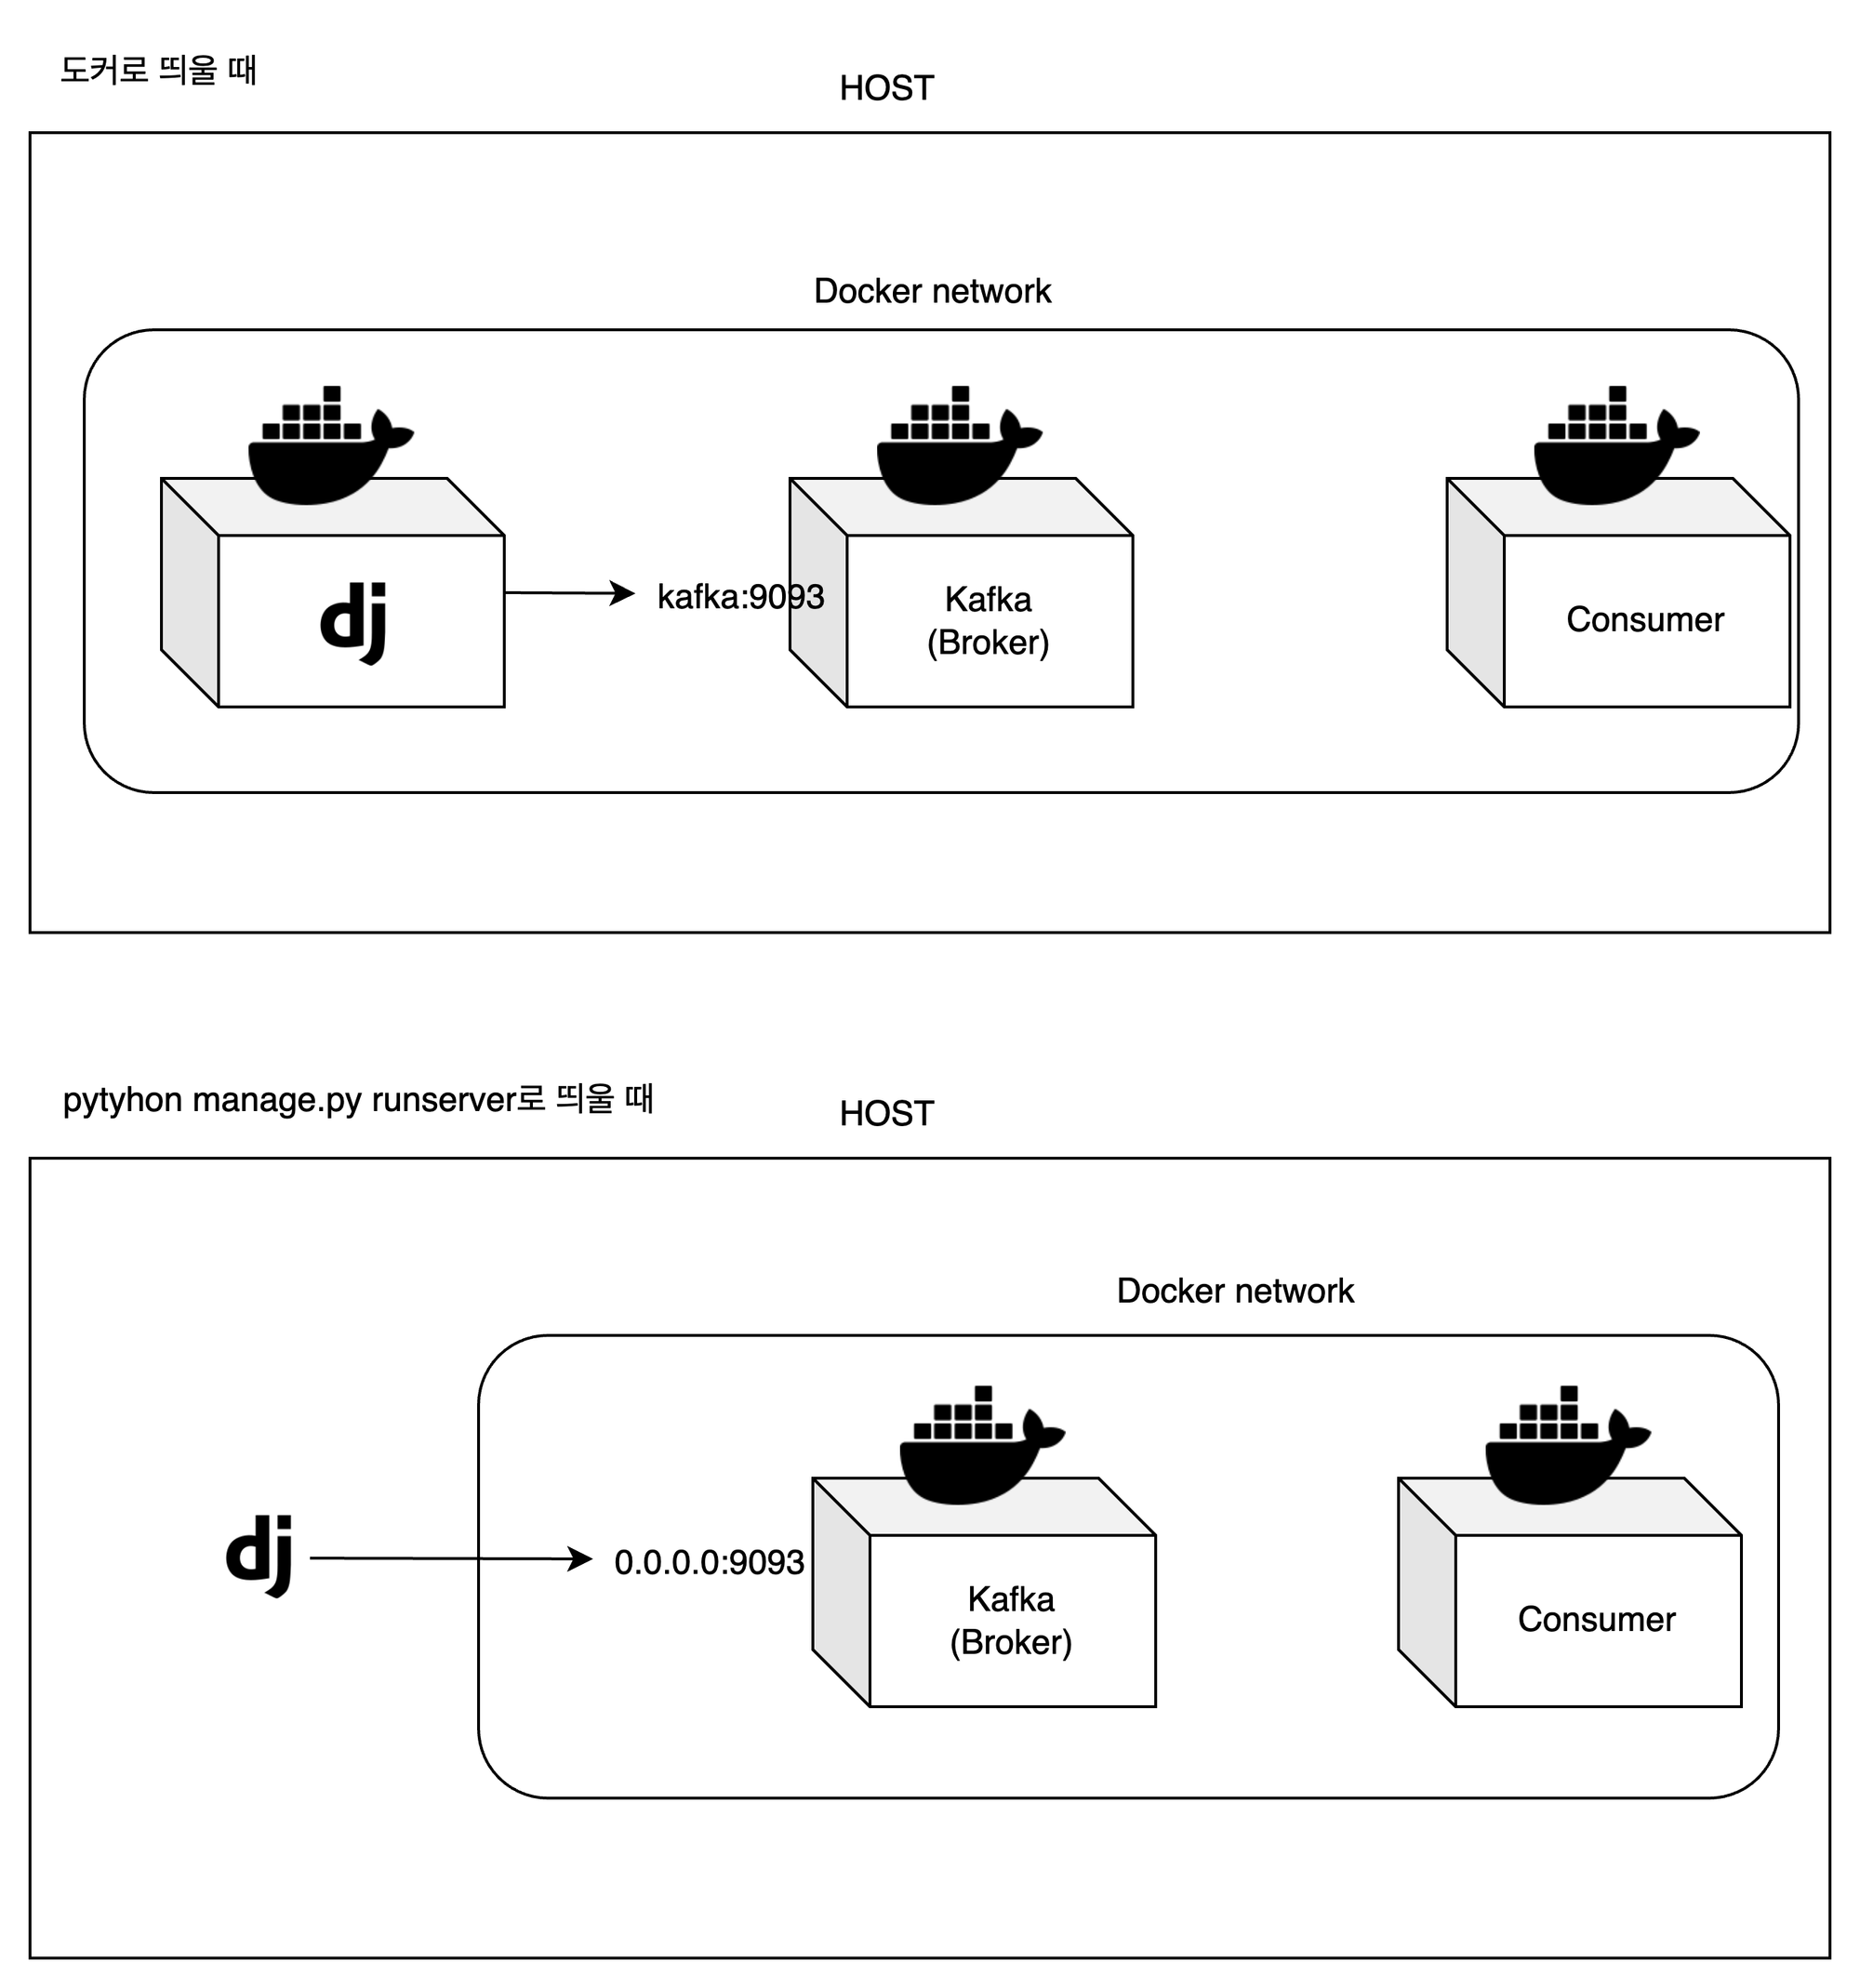 도커로 띄울 때
HOST
Docker network
dj
kafka:9093
Kafka
(Broker)
Consumer
pytyhon manage.py runserver로 띄울 때
HOST
Docker network
dj
0.0.0.0:9093
Kafka
(Broker)
Consumer